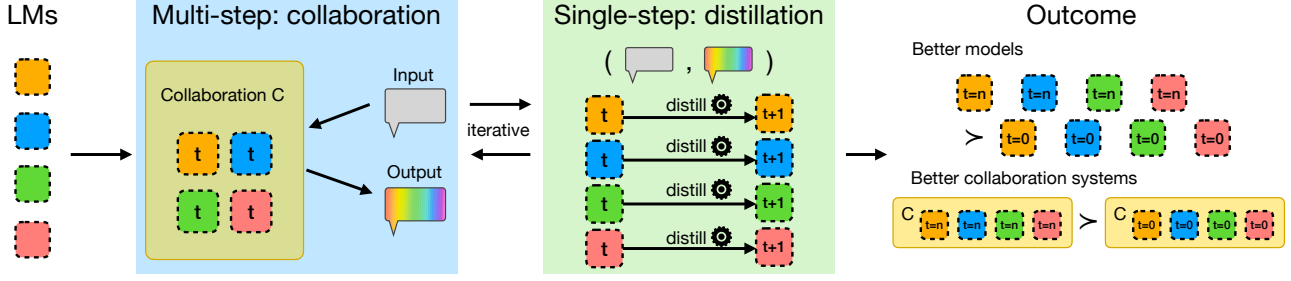 LMs
Multi-step: collaboration
Collaboration C
t
t
t
t
Input
Output
iterative
Single-step: distillation
( , )
t distill t+1
t distill t+1
t distill t+1
t distill t+1
Outcome
Better models
t=n t=n t=n t=n
≻ t=0 t=0 t=0 t=0
Better collaboration systems
C t=n t=n t=n t=n ≻ C t=0 t=0 t=0 t=0